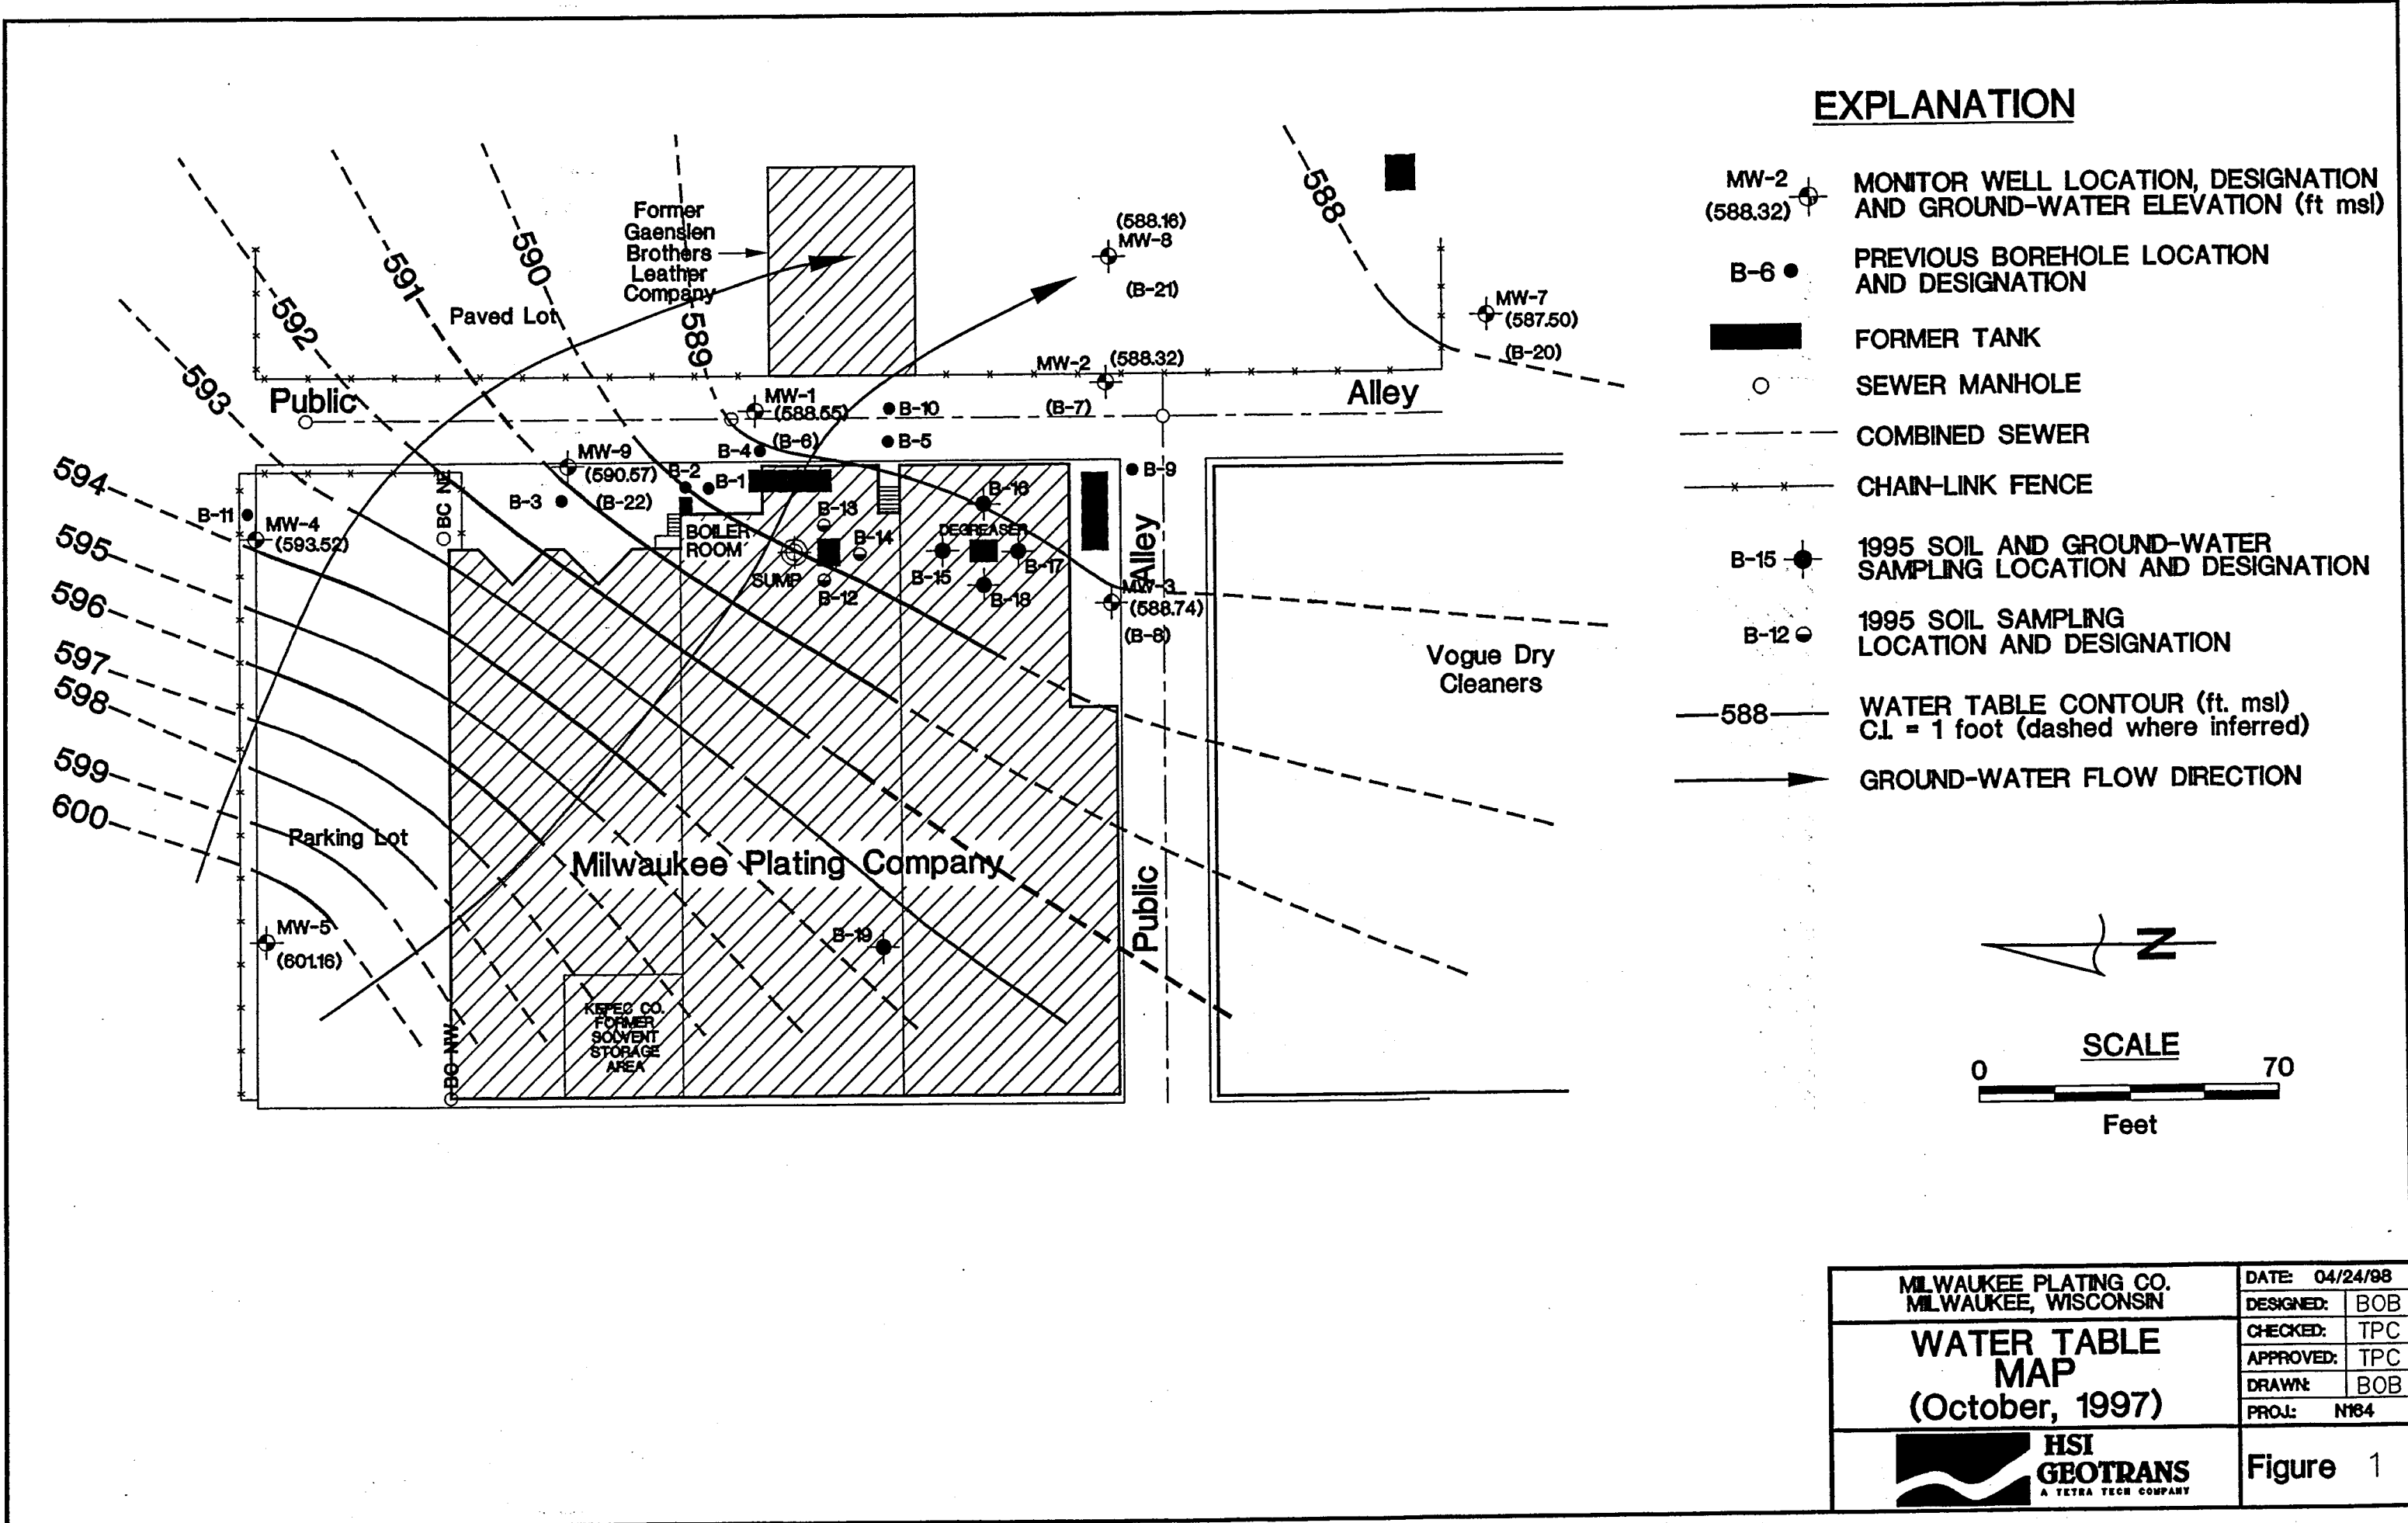 EXPLANATION
MW-2
(588.32)
MONITOR WELL LOCATION, DESIGNATION
AND GROUND-WATER ELEVATION (ft msl)
B-6
PREVIOUS BOREHOLE LOCATION
AND DESIGNATION
FORMER TANK
SEWER MANHOLE
COMBINED SEWER
CHAIN-LINK FENCE
B-15
1995 SOIL AND GROUND-WATER
SAMPLING LOCATION AND DESIGNATION
B-12
1995 SOIL SAMPLING
LOCATION AND DESIGNATION
588
WATER TABLE CONTOUR (ft. msl)
C.I. = 1 foot (dashed where inferred)
GROUND-WATER FLOW DIRECTION
N
SCALE
0 70
Feet
Former
Gaenslen
Brothers
Leather
Company
Paved Lot
588
589
590
591
592
593
594
595
596
597
598
599
600
(588.16)
MW-8
(B-21)
MW-7
(587.50)
(B-20)
MW-2 (588.32)
(B-7)
Public
Alley
MW-1
(588.55)
(B-6)
B-10
B-5
B-4
MW-9
(590.57)
(B-22)
B-2
B-1
B-3
B-9
B-11
MW-4
(593.52)
BC NE
BOILER
ROOM
SUMP
B-13
B-14
B-12
B-16
DEGREASER
B-15
B-17
B-18
Alley
MW-3
(588.74)
(B-8)
Vogue Dry
Cleaners
Parking Lot
Milwaukee Plating Company
Public
MW-5
(601.16)
B-19
KEPEC CO.
FORMER
SOLVENT
STORAGE
AREA
BC NW
MILWAUKEE PLATING CO.
MILWAUKEE, WISCONSIN
WATER TABLE
MAP
(October, 1997)
DATE: 04/24/98
DESIGNED: BOB
CHECKED: TPC
APPROVED: TPC
DRAWN: BOB
PROJ.: N164
HSI
GEOTRANS
A TETRA TECH COMPANY
Figure 1